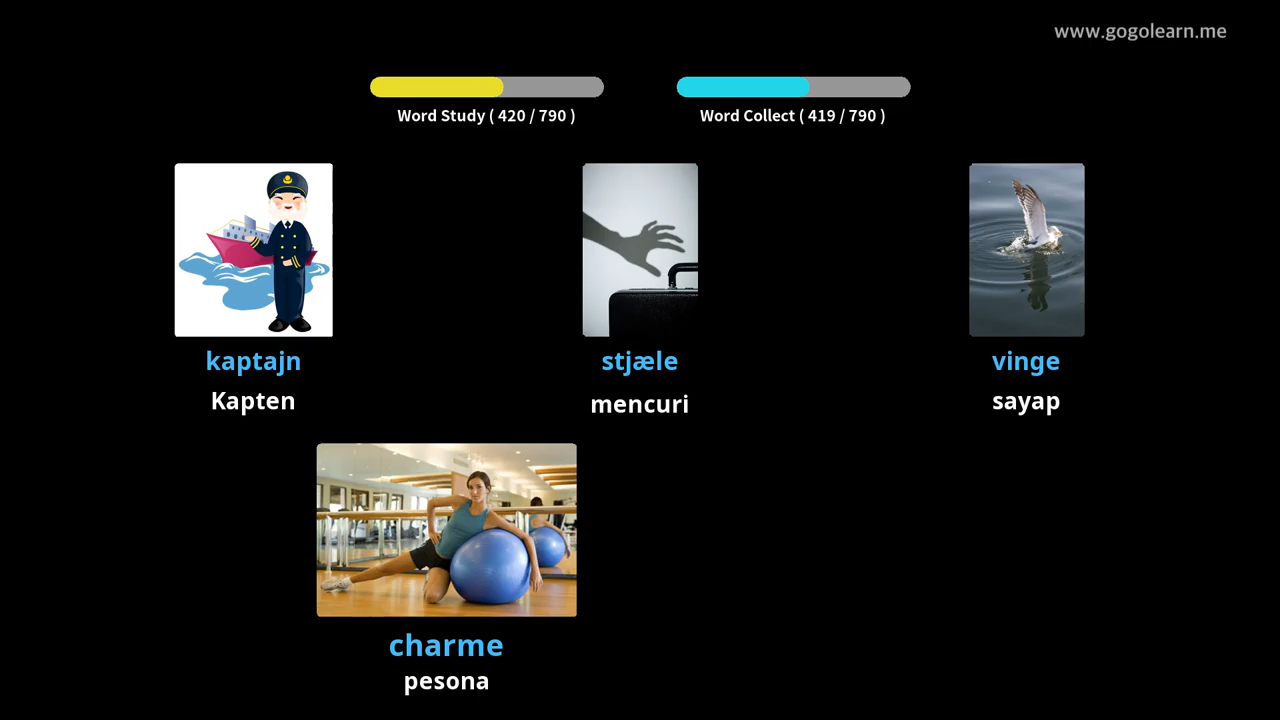 www.gogolearn.me
Word Study ( 420 / 790 )
Word Collect ( 419 / 790 )
kaptajn
Kapten
stjæle
mencuri
vinge
sayap
charme
pesona